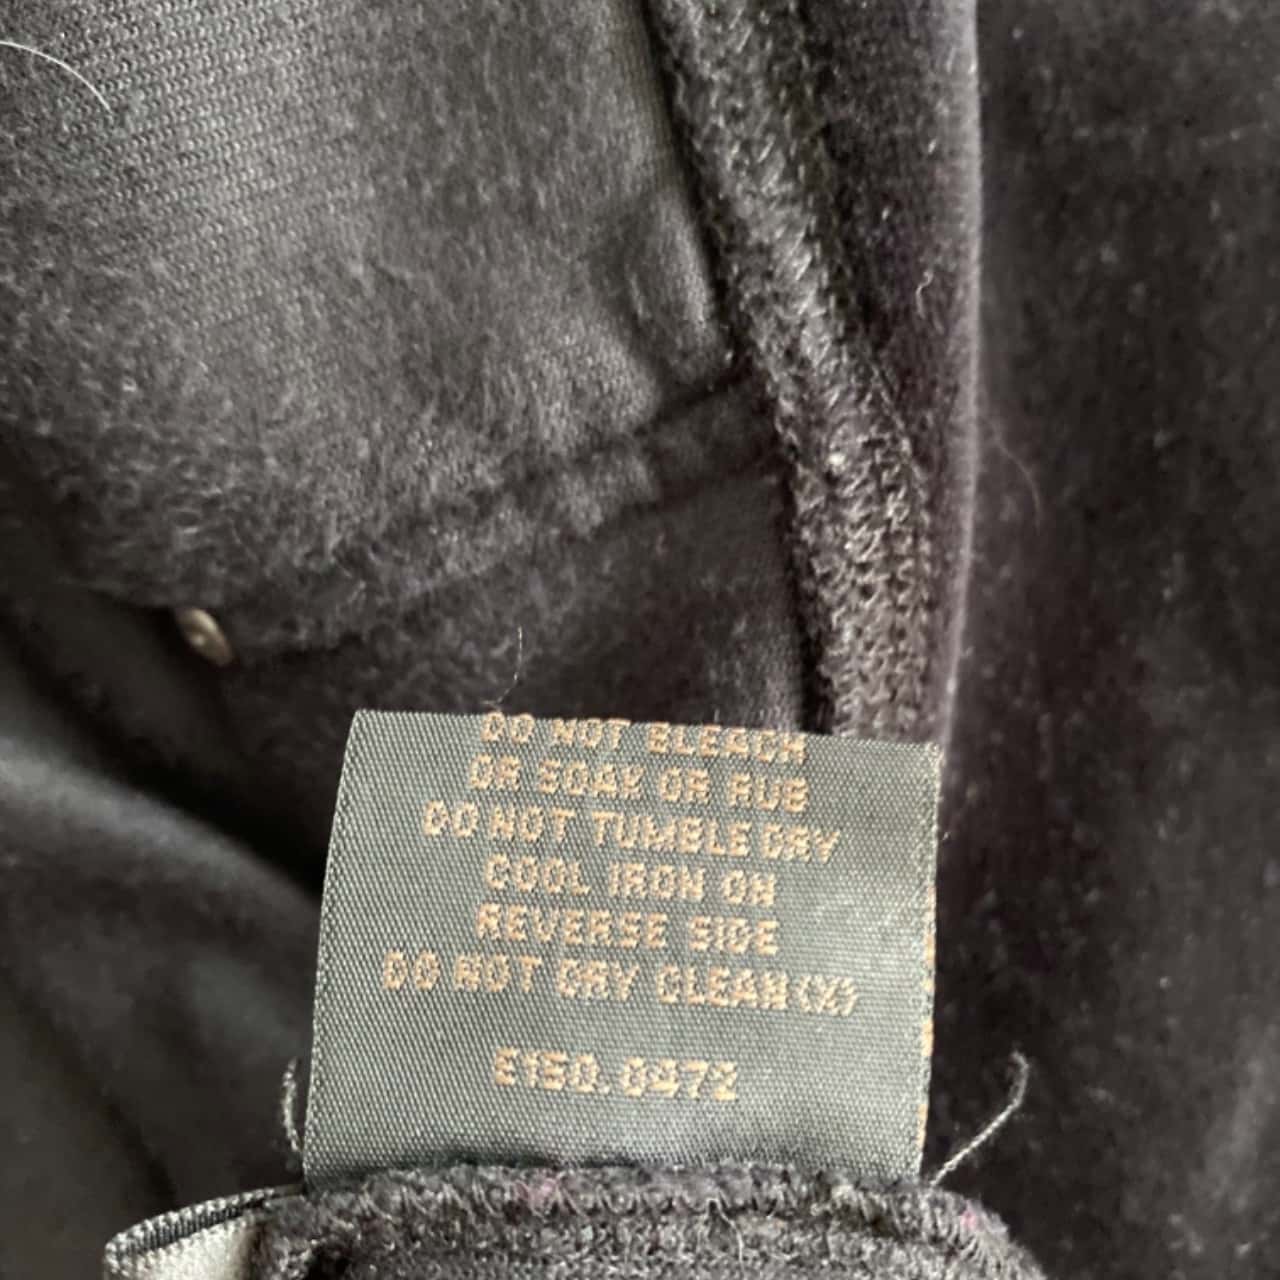 DO NOT BLEACH
OR SOAK OR RUB
DO NOT TUMBLE DRY
COOL IRON ON
REVERSE SIDE
DO NOT DRY CLEAN (X)
E150.0472